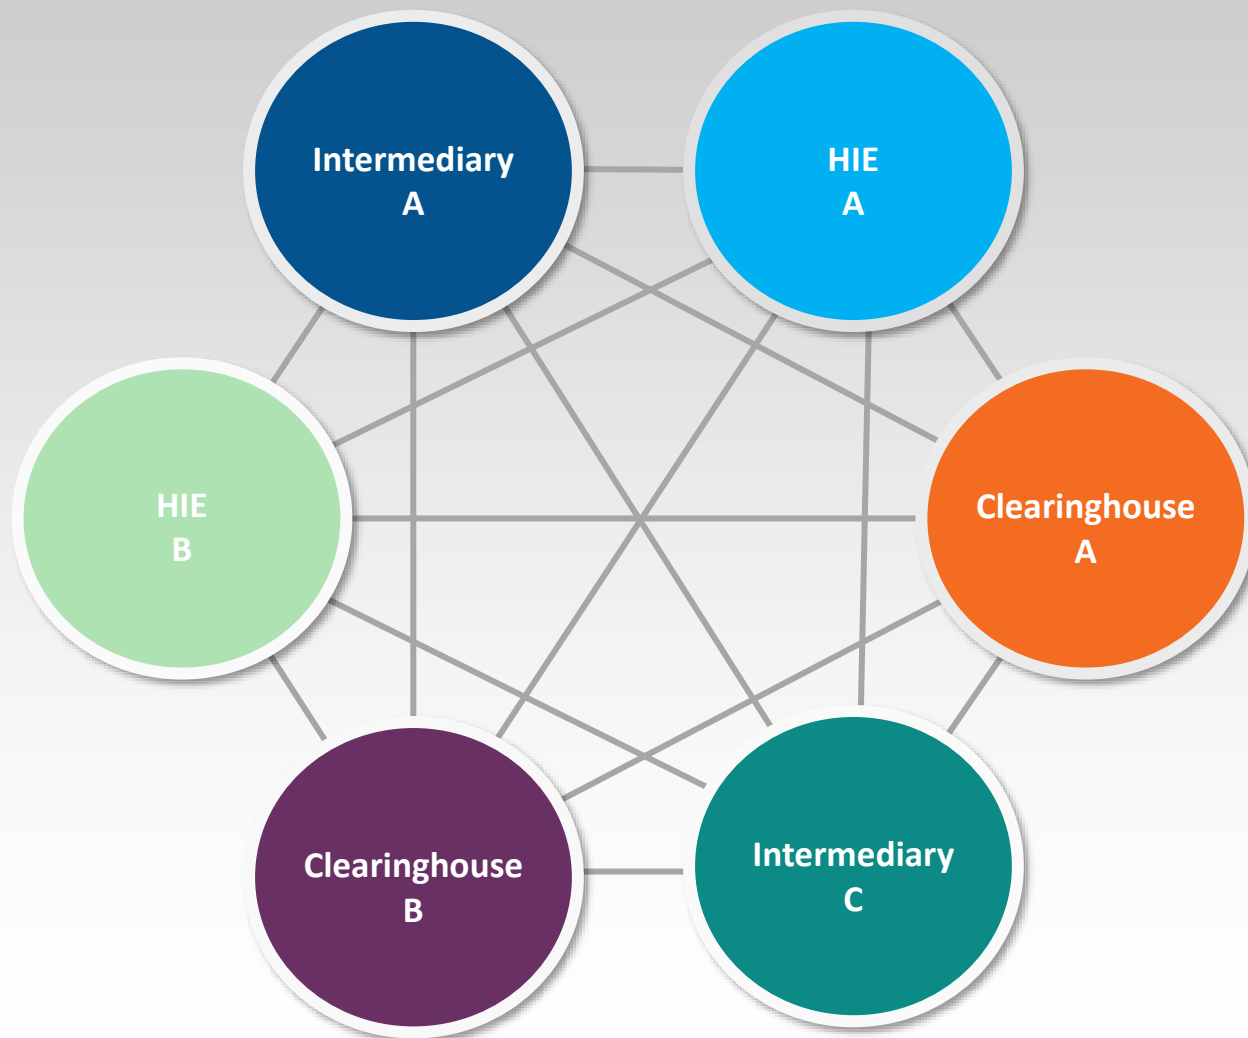 Intermediary
A
HIE
A
HIE
B
Clearinghouse
A
Clearinghouse
B
Intermediary
C